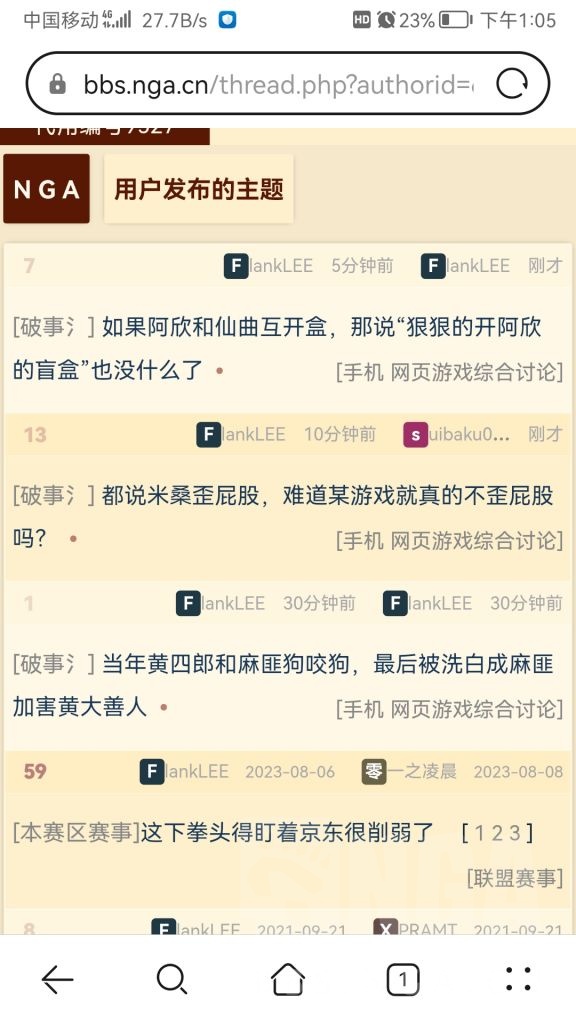 中国移动 4G 27.7B/s HD 23% 下午1:05
bbs.nga.cn/thread.php?authorid=
代用编号7527
NGA 用户发布的主题
7 FlankLEE 5分钟前 FlankLEE 刚才
[破事氵] 如果阿欣和仙曲互开盒，那说“狠狠的开阿欣
的盲盒”也没什么了 [手机 网页游戏综合讨论]
13 FlankLEE 10分钟前 suibaku0... 刚才
[破事氵] 都说米桑歪屁股，难道某游戏就真的不歪屁股
吗？ [手机 网页游戏综合讨论]
1 FlankLEE 30分钟前 FlankLEE 30分钟前
[破事氵] 当年黄四郎和麻匪狗咬狗，最后被洗白成麻匪
加害黄大善人 [手机 网页游戏综合讨论]
59 FlankLEE 2023-08-06 零一之凌晨 2023-08-08
[本赛区赛事]这下拳头得盯着京东很削弱了 [ 1 2 3 ]
[联盟赛事]
8 FlankLEE 2021-09-21 XPRAMT 2021-09-21
1